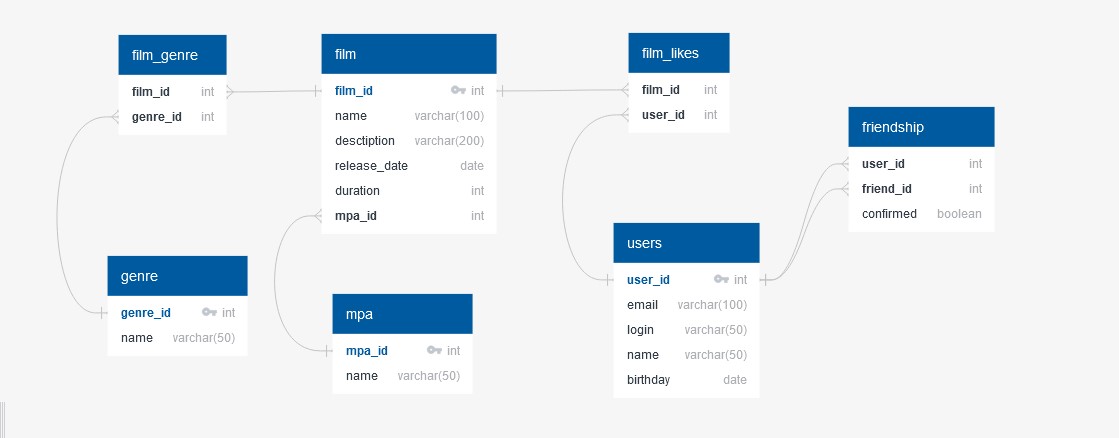 film_genre
film_id int
genre_id int
film
film_id int
name varchar(100)
desctiption varchar(200)
release_date date
duration int
mpa_id int
film_likes
film_id int
user_id int
friendship
user_id int
friend_id int
confirmed boolean
genre
genre_id int
name varchar(50)
mpa
mpa_id int
name varchar(50)
users
user_id int
email varchar(100)
login varchar(50)
name varchar(50)
birthday date